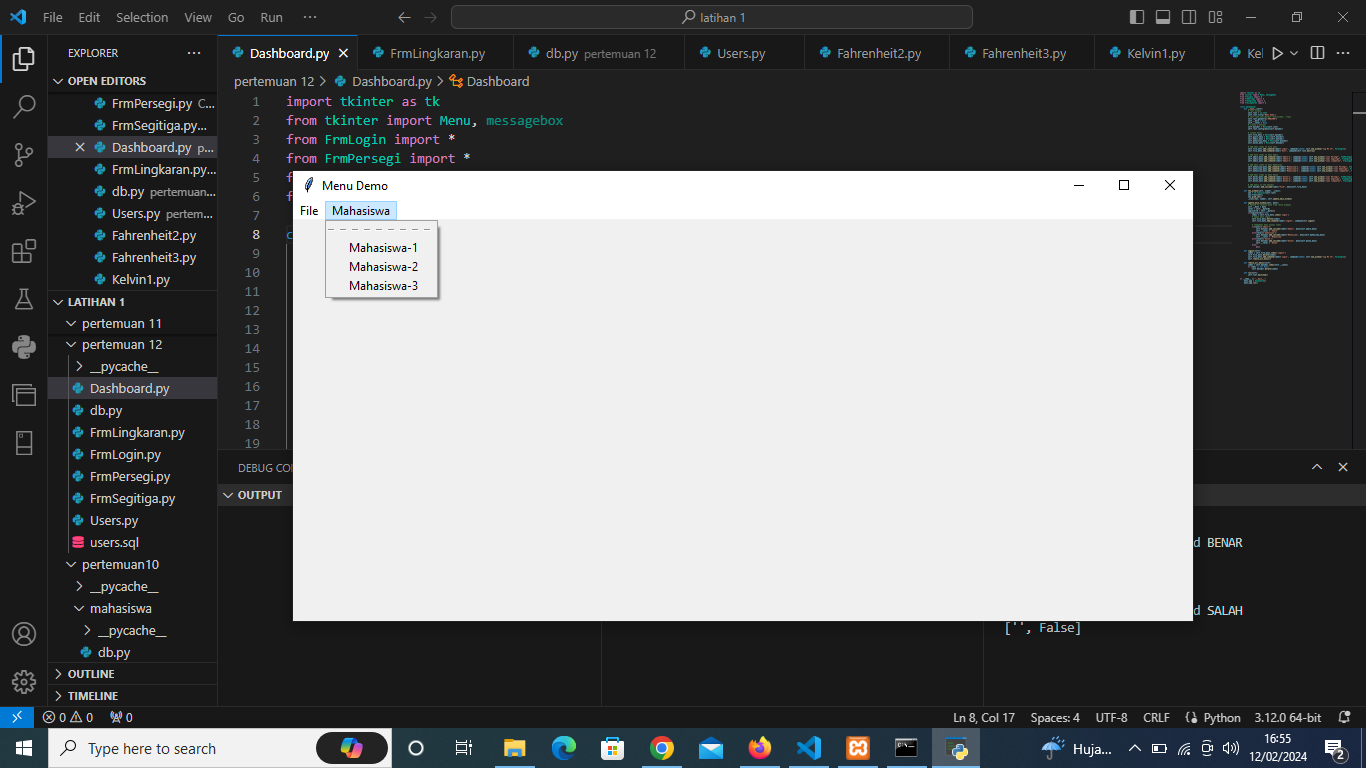 File Edit Selection View Go Run ··· latihan 1
EXPLORER ···
OPEN EDITORS
FrmPersegi.py C...
FrmSegitiga.py...
Dashboard.py p...
FrmLingkaran.py...
db.py pertemuan...
Users.py pertem...
Fahrenheit2.py
Fahrenheit3.py
Kelvin1.py
LATIHAN 1
pertemuan 11
pertemuan 12
__pycache__
Dashboard.py
db.py
FrmLingkaran.py
FrmLogin.py
FrmPersegi.py
FrmSegitiga.py
Users.py
users.sql
pertemuan10
__pycache__
mahasiswa
__pycache__
db.py
OUTLINE
TIMELINE
Dashboard.py FrmLingkaran.py db.py pertemuan 12 Users.py Fahrenheit2.py Fahrenheit3.py Kelvin1.py Kel
pertemuan 12 > Dashboard.py > Dashboard
1 import tkinter as tk
2 from tkinter import Menu, messagebox
3 from FrmLogin import *
4 from FrmPersegi import *
5 f
6 f
7
8 c
9
10
11
12
13
14
15
16
17
18
19
Menu Demo
File Mahasiswa
Mahasiswa-1
Mahasiswa-2
Mahasiswa-3
DEBUG CO
OUTPUT
d BENAR
d SALAH
['', False]
0 0 0 Ln 8, Col 17 Spaces: 4 UTF-8 CRLF Python 3.12.0 64-bit
Type here to search Huja... 16:55
12/02/2024 2